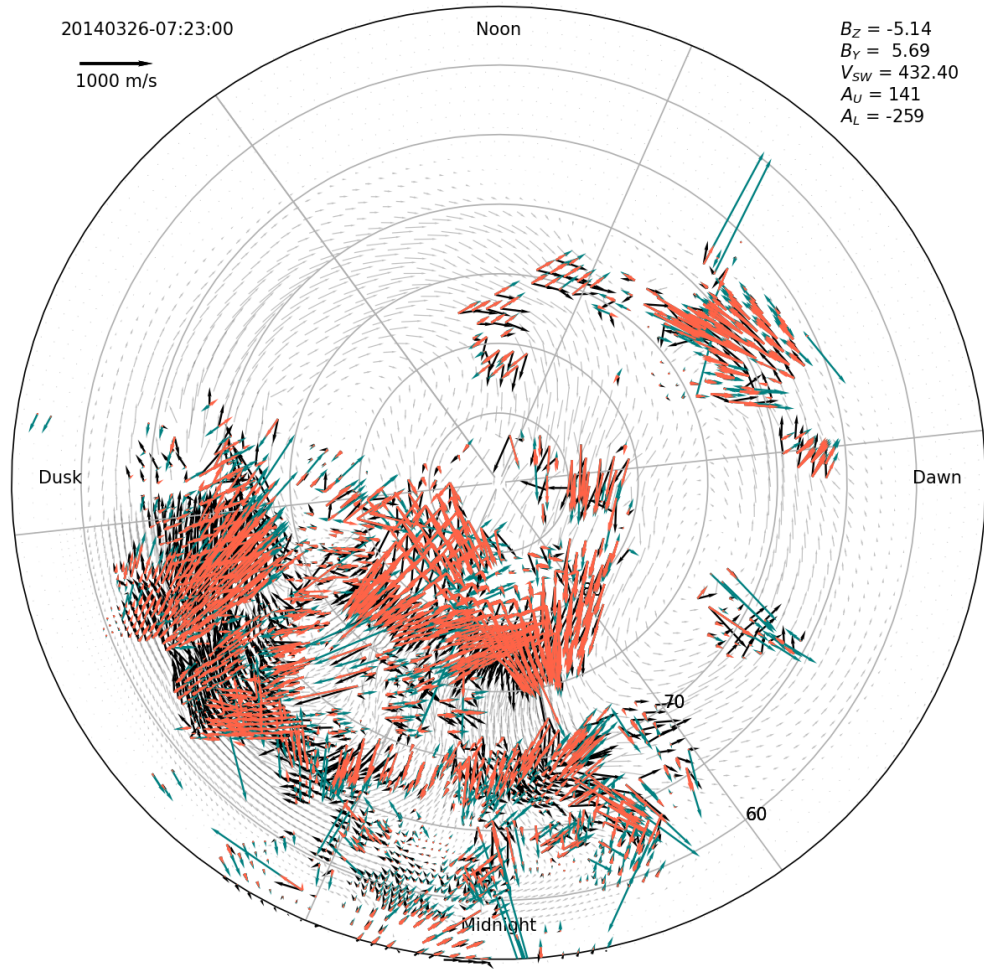 20140326-07:23:00
1000 m/s
Noon
B_Z = -5.14
B_Y = 5.69
V_SW = 432.40
A_U = 141
A_L = -259
Dusk
Dawn
80
70
60
Midnight